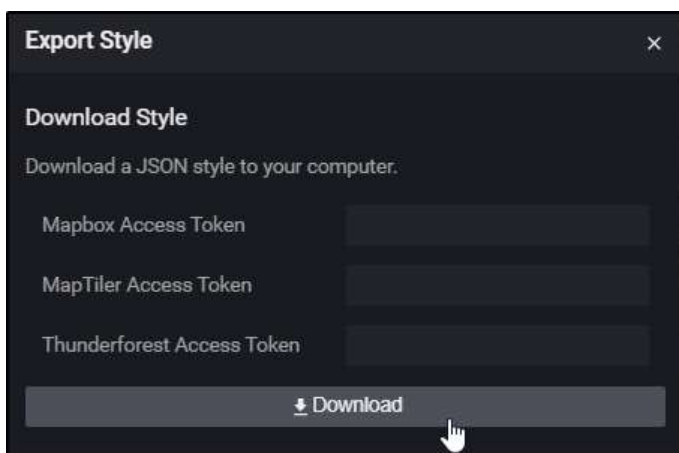 Export Style
Download Style
Download a JSON style to your computer.
Mapbox Access Token
MapTiler Access Token
Thunderforest Access Token
Download